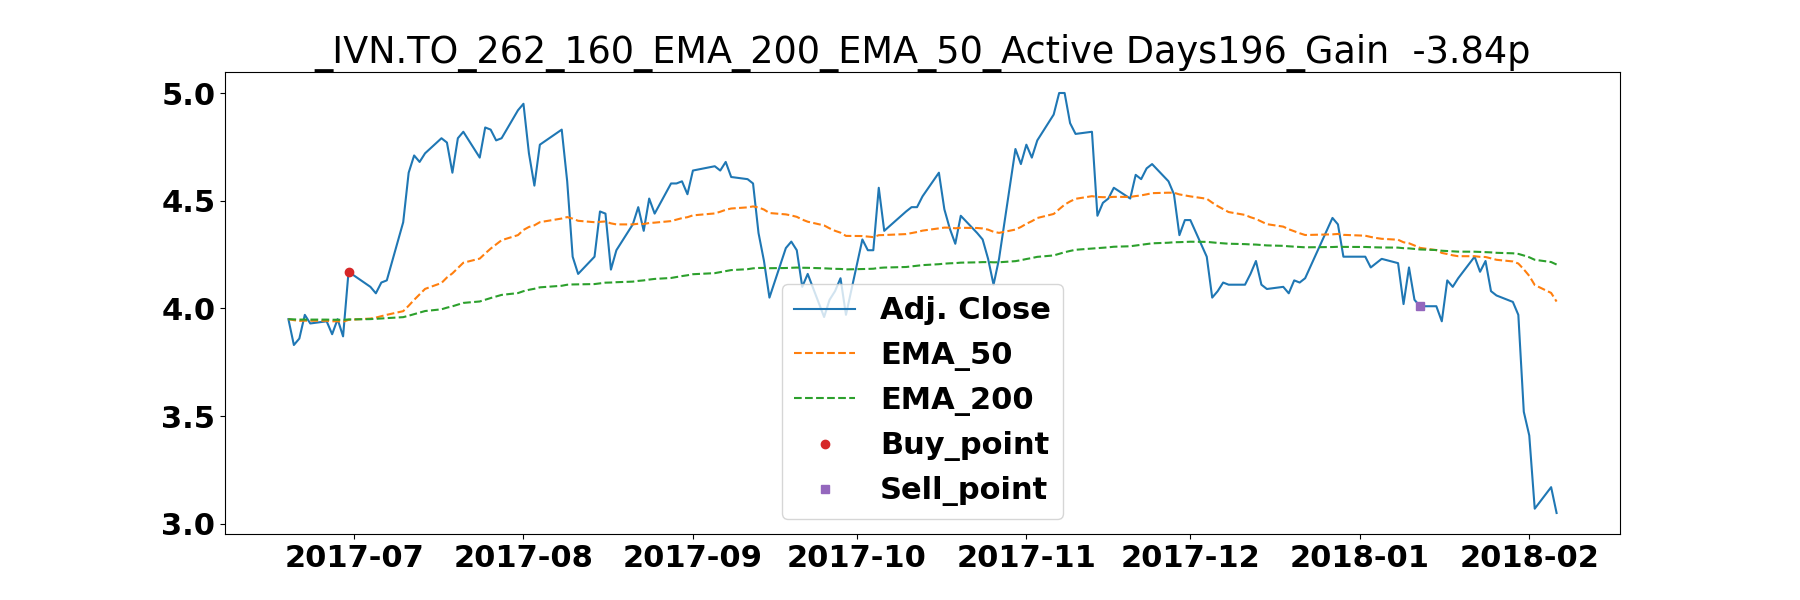 _IVN.TO_262_160_EMA_200_EMA_50_Active Days196_Gain  -3.84p
5.0
4.5
4.0
3.5
3.0
Adj. Close
EMA_50
EMA_200
Buy_point
Sell_point
2017-07 2017-08 2017-09 2017-10 2017-11 2017-12 2018-01 2018-02